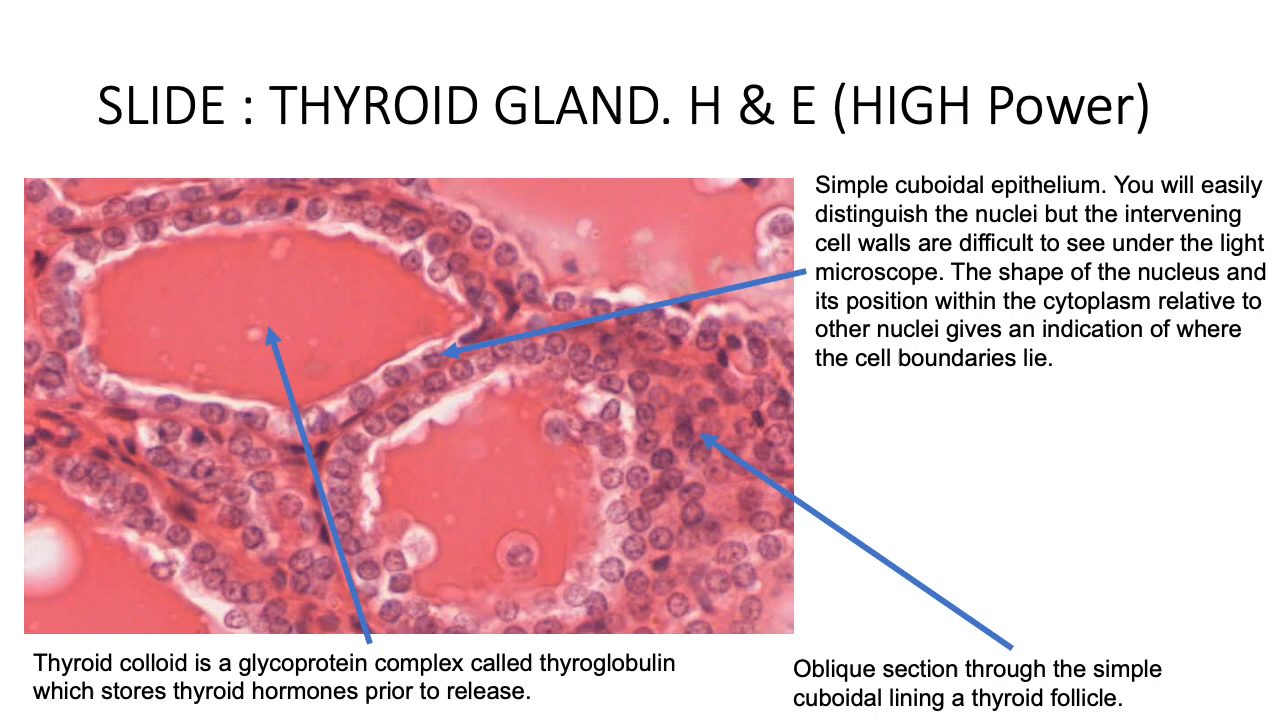 SLIDE : THYROID GLAND. H & E (HIGH Power)
Simple cuboidal epithelium. You will easily
distinguish the nuclei but the intervening
cell walls are difficult to see under the light
microscope. The shape of the nucleus and
its position within the cytoplasm relative to
other nuclei gives an indication of where
the cell boundaries lie.
Thyroid colloid is a glycoprotein complex called thyroglobulin
which stores thyroid hormones prior to release.
Oblique section through the simple
cuboidal lining a thyroid follicle.